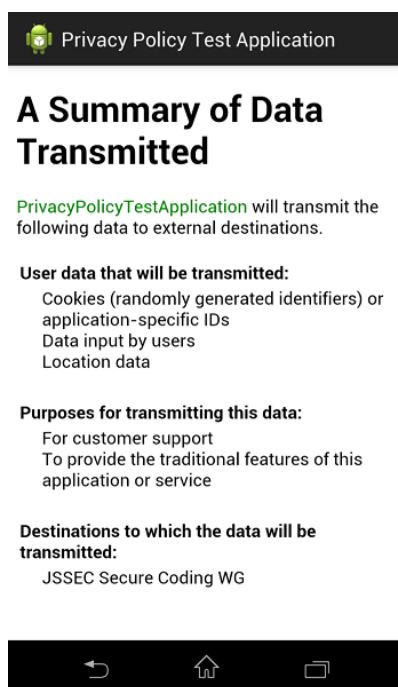 Privacy Policy Test Application
A Summary of Data
Transmitted
PrivacyPolicyTestApplication will transmit the
following data to external destinations.
User data that will be transmitted:
Cookies (randomly generated identifiers) or
application-specific IDs
Data input by users
Location data
Purposes for transmitting this data:
For customer support
To provide the traditional features of this
application or service
Destinations to which the data will be
transmitted:
JSSEC Secure Coding WG